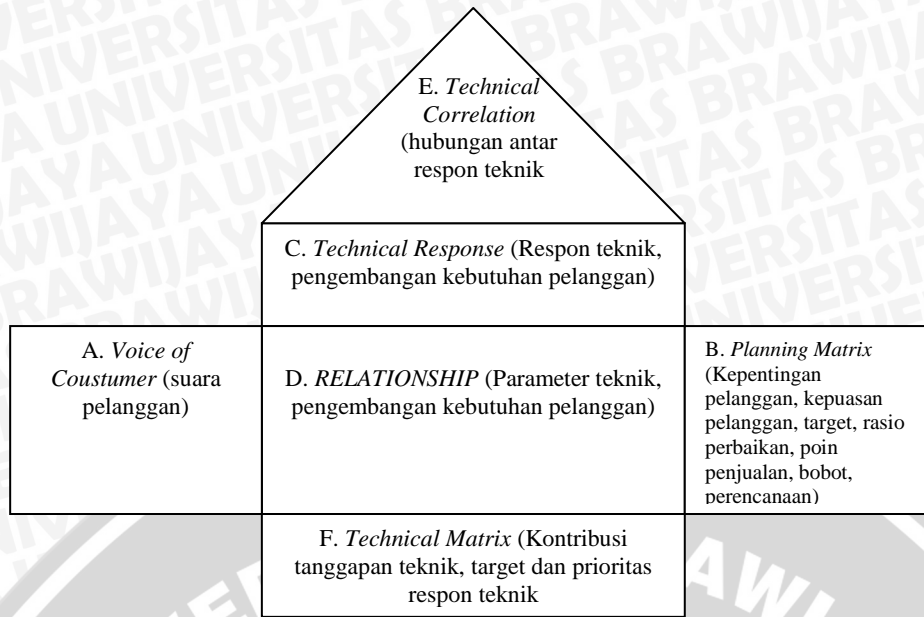 E. Technical
Correlation
(hubungan antar
respon teknik
C. Technical Response (Respon teknik,
pengembangan kebutuhan pelanggan)
A. Voice of
Coustumer (suara
pelanggan)
D. RELATIONSHIP (Parameter teknik,
pengembangan kebutuhan pelanggan)
B. Planning Matrix
(Kepentingan
pelanggan, kepuasan
pelanggan, target, rasio
perbaikan, poin
penjualan, bobot,
perencanaan)
F. Technical Matrix (Kontribusi
tanggapan teknik, target dan prioritas
respon teknik